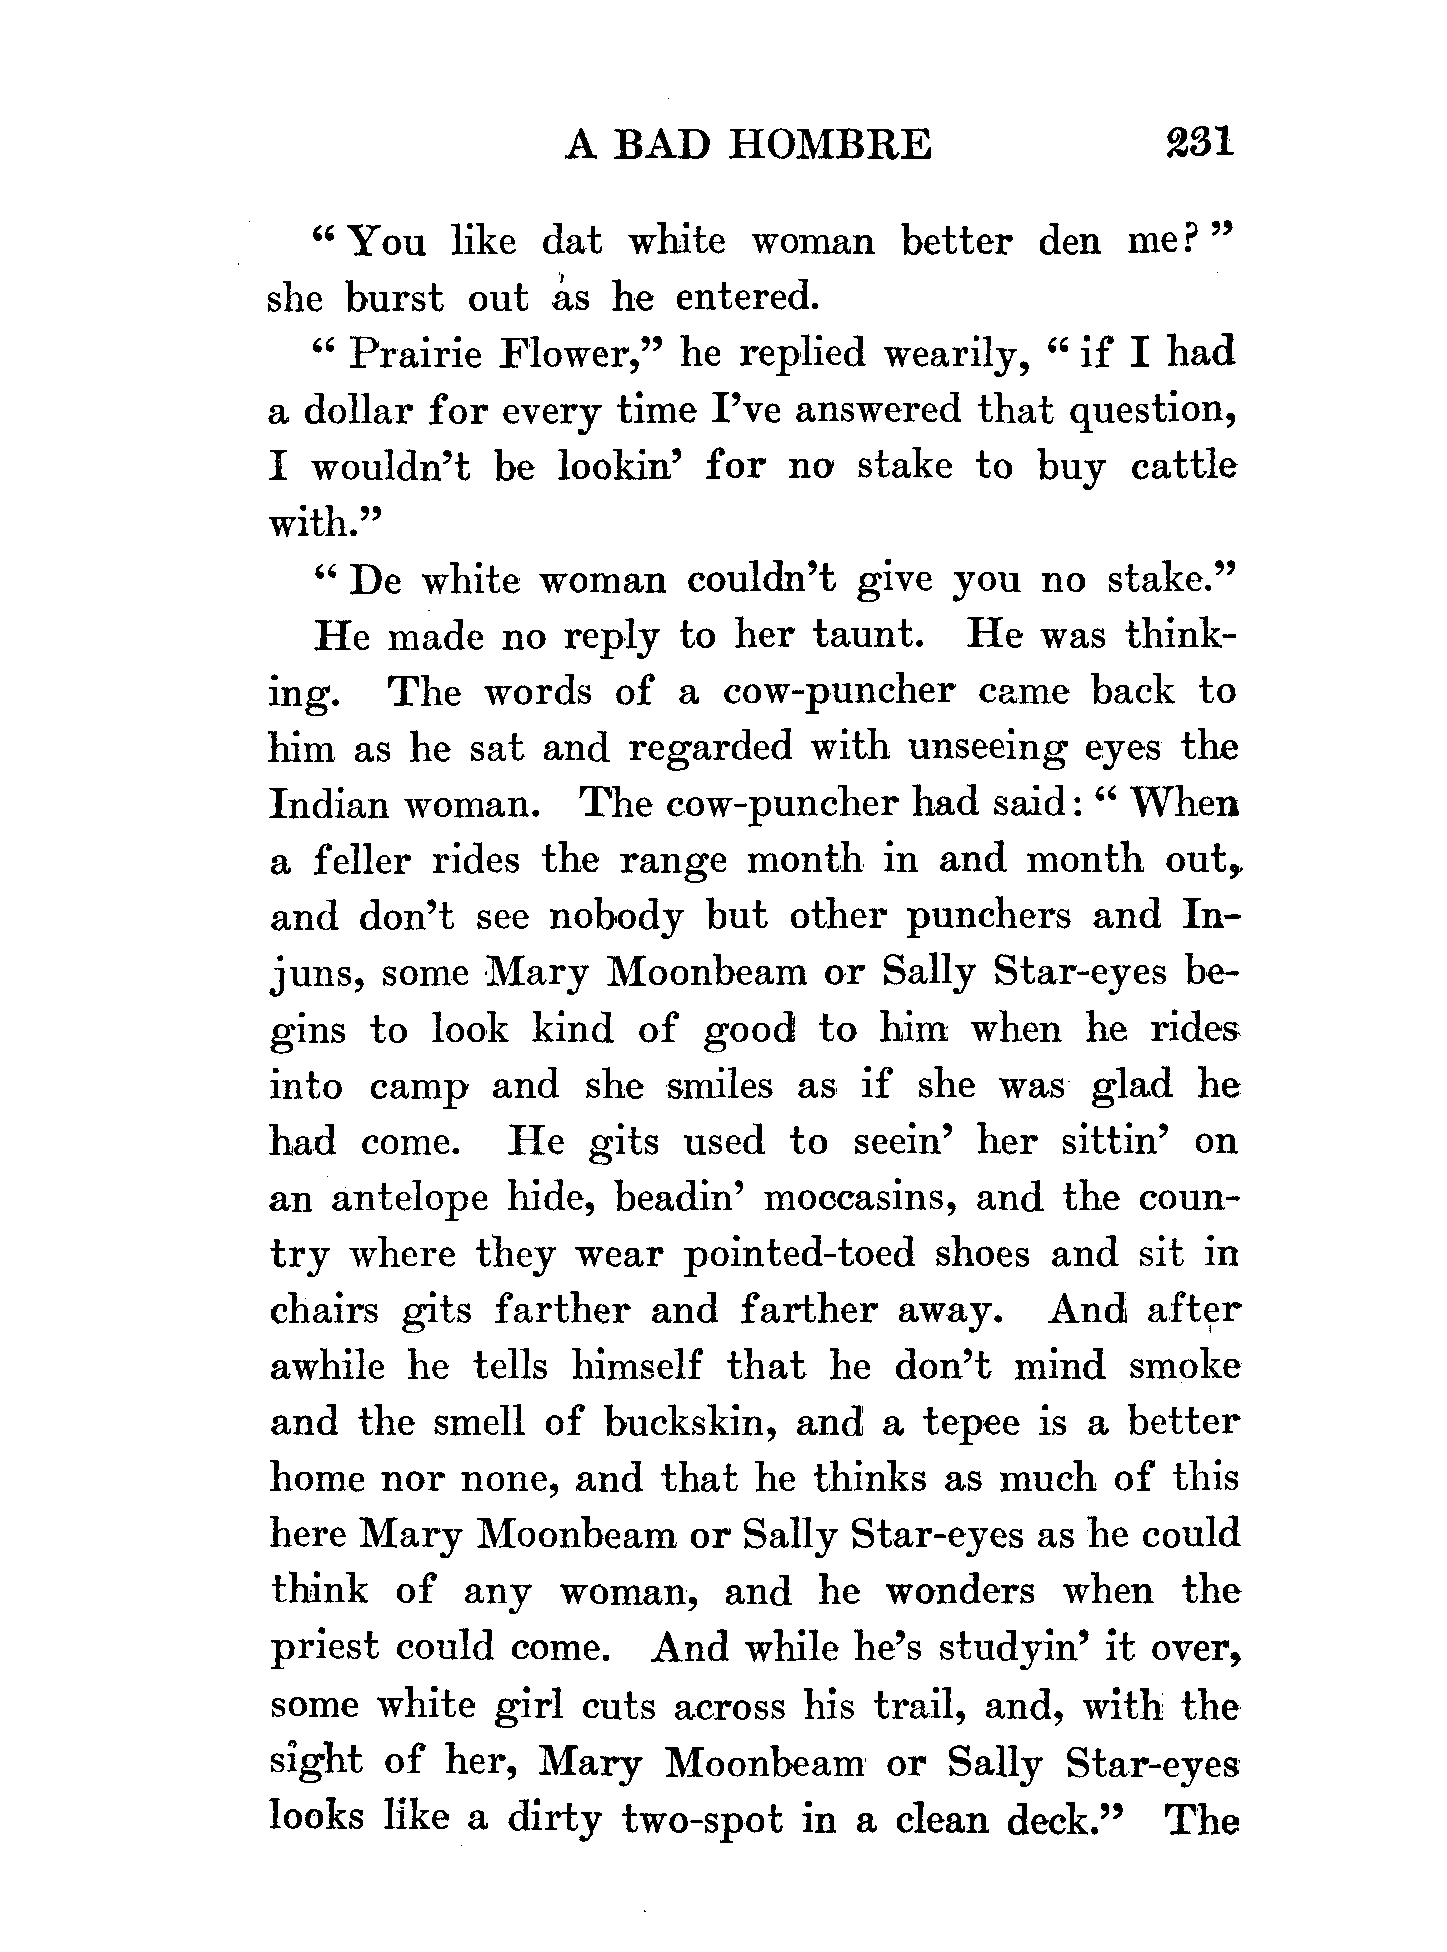 A BAD HOMBRE 231
“ You like dat white woman better den me? ”
she burst out as he entered.
“ Prairie Flower,” he replied wearily, “ if I had
a dollar for every time I’ve answered that question,
I wouldn’t be lookin’ for no stake to buy cattle
with.”
“ De white woman couldn’t give you no stake.”
He made no reply to her taunt. He was think-
ing. The words of a cow-puncher came back to
him as he sat and regarded with unseeing eyes the
Indian woman. The cow-puncher had said: “ When
a feller rides the range month in and month out,
and don’t see nobody but other punchers and In-
juns, some Mary Moonbeam or Sally Star-eyes be-
gins to look kind of good to him when he rides
into camp and she smiles as if she was glad he
had come. He gits used to seein’ her sittin’ on
an antelope hide, beadin’ moccasins, and the coun-
try where they wear pointed-toed shoes and sit in
chairs gits farther and farther away. And after
awhile he tells himself that he don’t mind smoke
and the smell of buckskin, and a tepee is a better
home nor none, and that he thinks as much of this
here Mary Moonbeam or Sally Star-eyes as he could
think of any woman, and he wonders when the
priest could come. And while he’s studyin’ it over,
some white girl cuts across his trail, and, with the
sight of her, Mary Moonbeam or Sally Star-eyes
looks like a dirty two-spot in a clean deck.” The